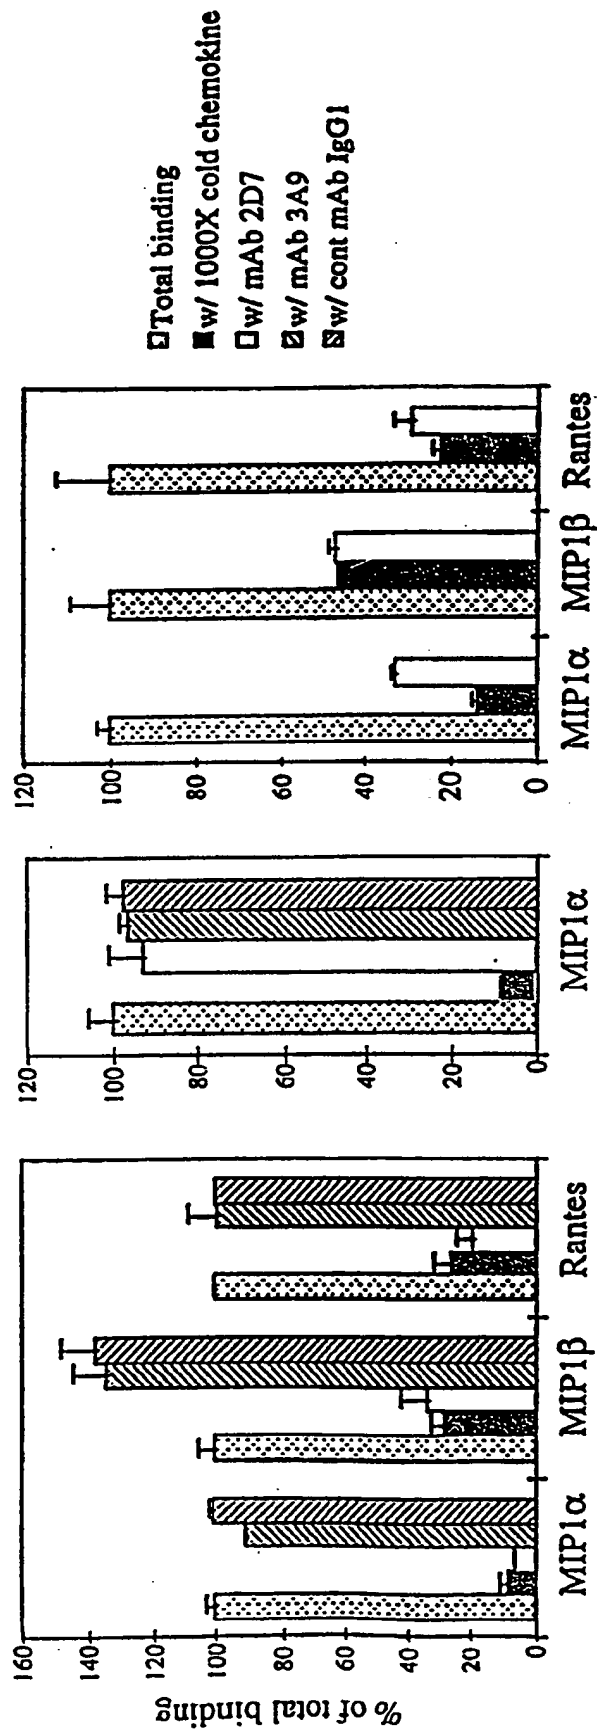 % of total binding
160
140
120
100
80
60
40
20
0
MIP1α MIP1β Rantes
120
100
80
60
40
20
0
MIP1α
120
100
80
60
40
20
0
MIP1α MIP1β Rantes
Total binding
w/ 1000X cold chemokine
w/ mAb 2D7
w/ mAb 3A9
w/ cont mAb IgG1